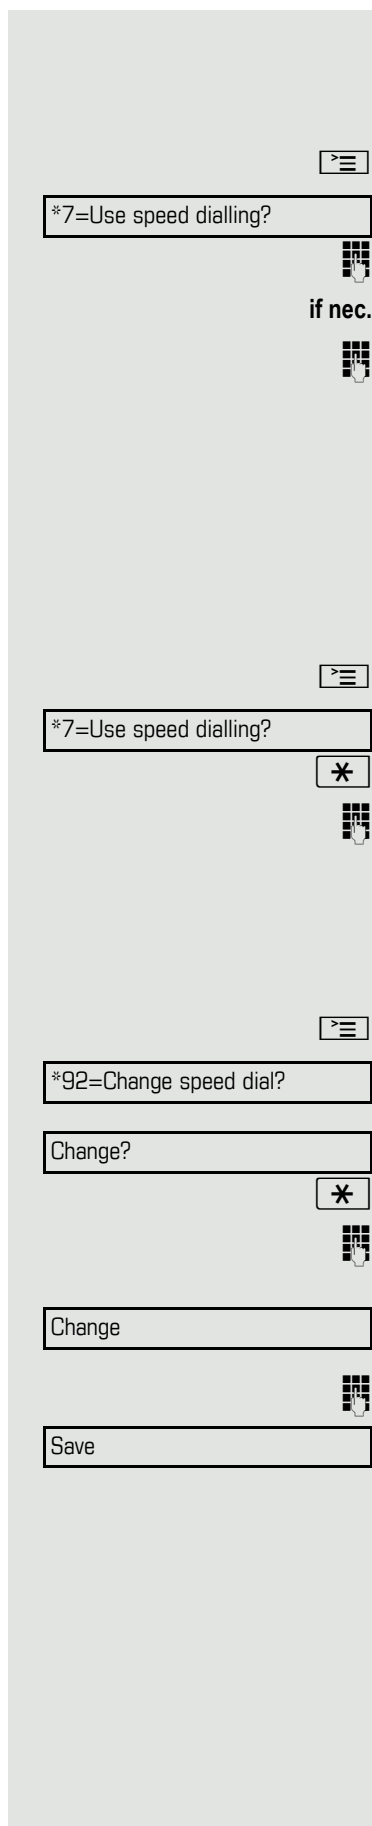 *7=Use speed dialling?
if nec.
*7=Use speed dialling?
*92=Change speed dial?
Change?
Change
Save